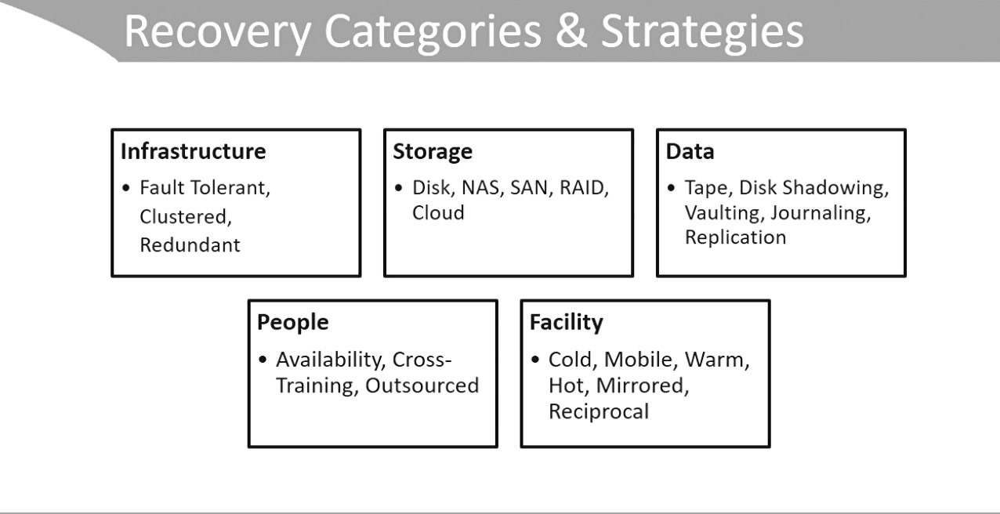 Recovery Categories & Strategies
Infrastructure
• Fault Tolerant,
Clustered,
Redundant
Storage
• Disk, NAS, SAN, RAID,
Cloud
Data
• Tape, Disk Shadowing,
Vaulting, Journaling,
Replication
People
• Availability, Cross-
Training, Outsourced
Facility
• Cold, Mobile, Warm,
Hot, Mirrored,
Reciprocal